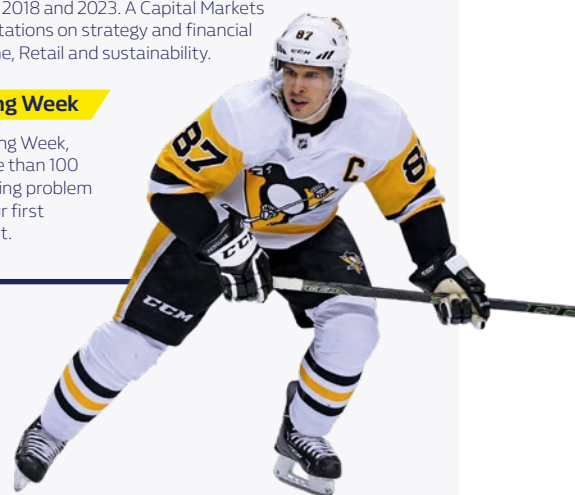 2018 and 2023. A Capital Markets
tations on strategy and financial
e, Retail and sustainability.
ng Week
ng Week,
e than 100
ing problem
r first
t.
87
87
C
8
CCM
CCM
CCM